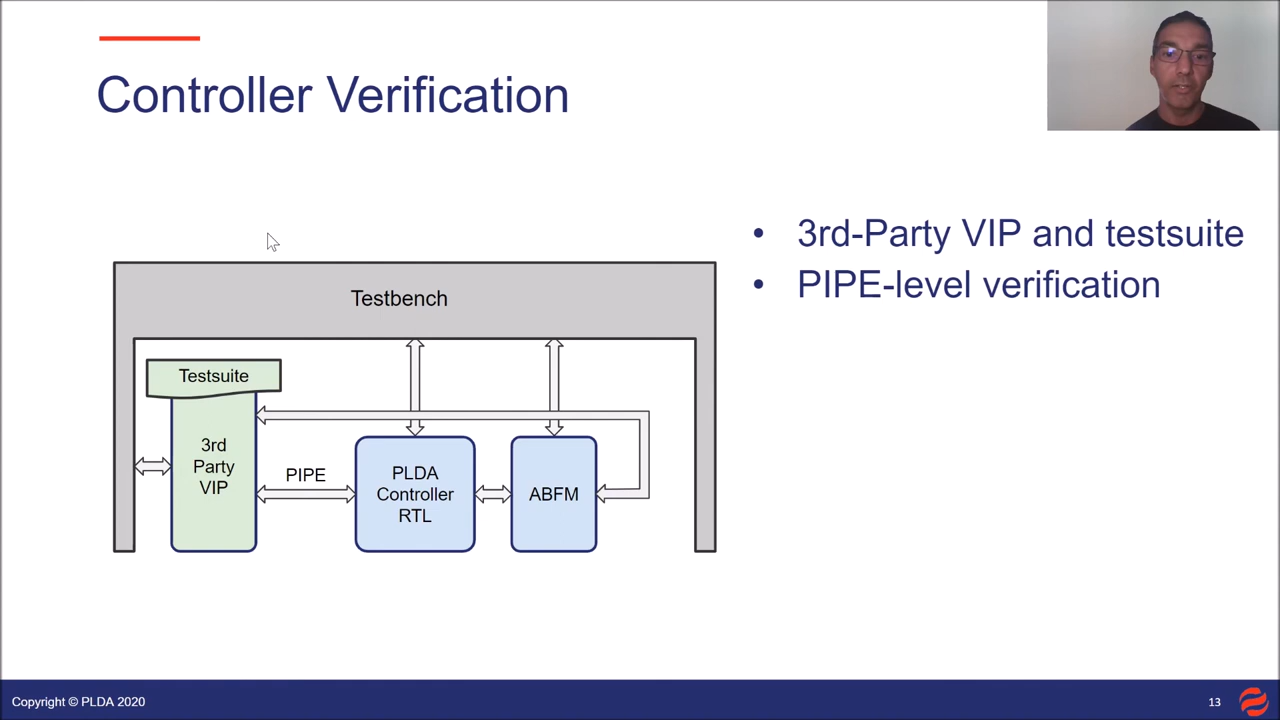 Controller Verification
• 3rd-Party VIP and testsuite
• PIPE-level verification
Testbench
Testsuite
3rd
Party
VIP
PIPE
PLDA
Controller
RTL
ABFM
Copyright © PLDA 2020
13